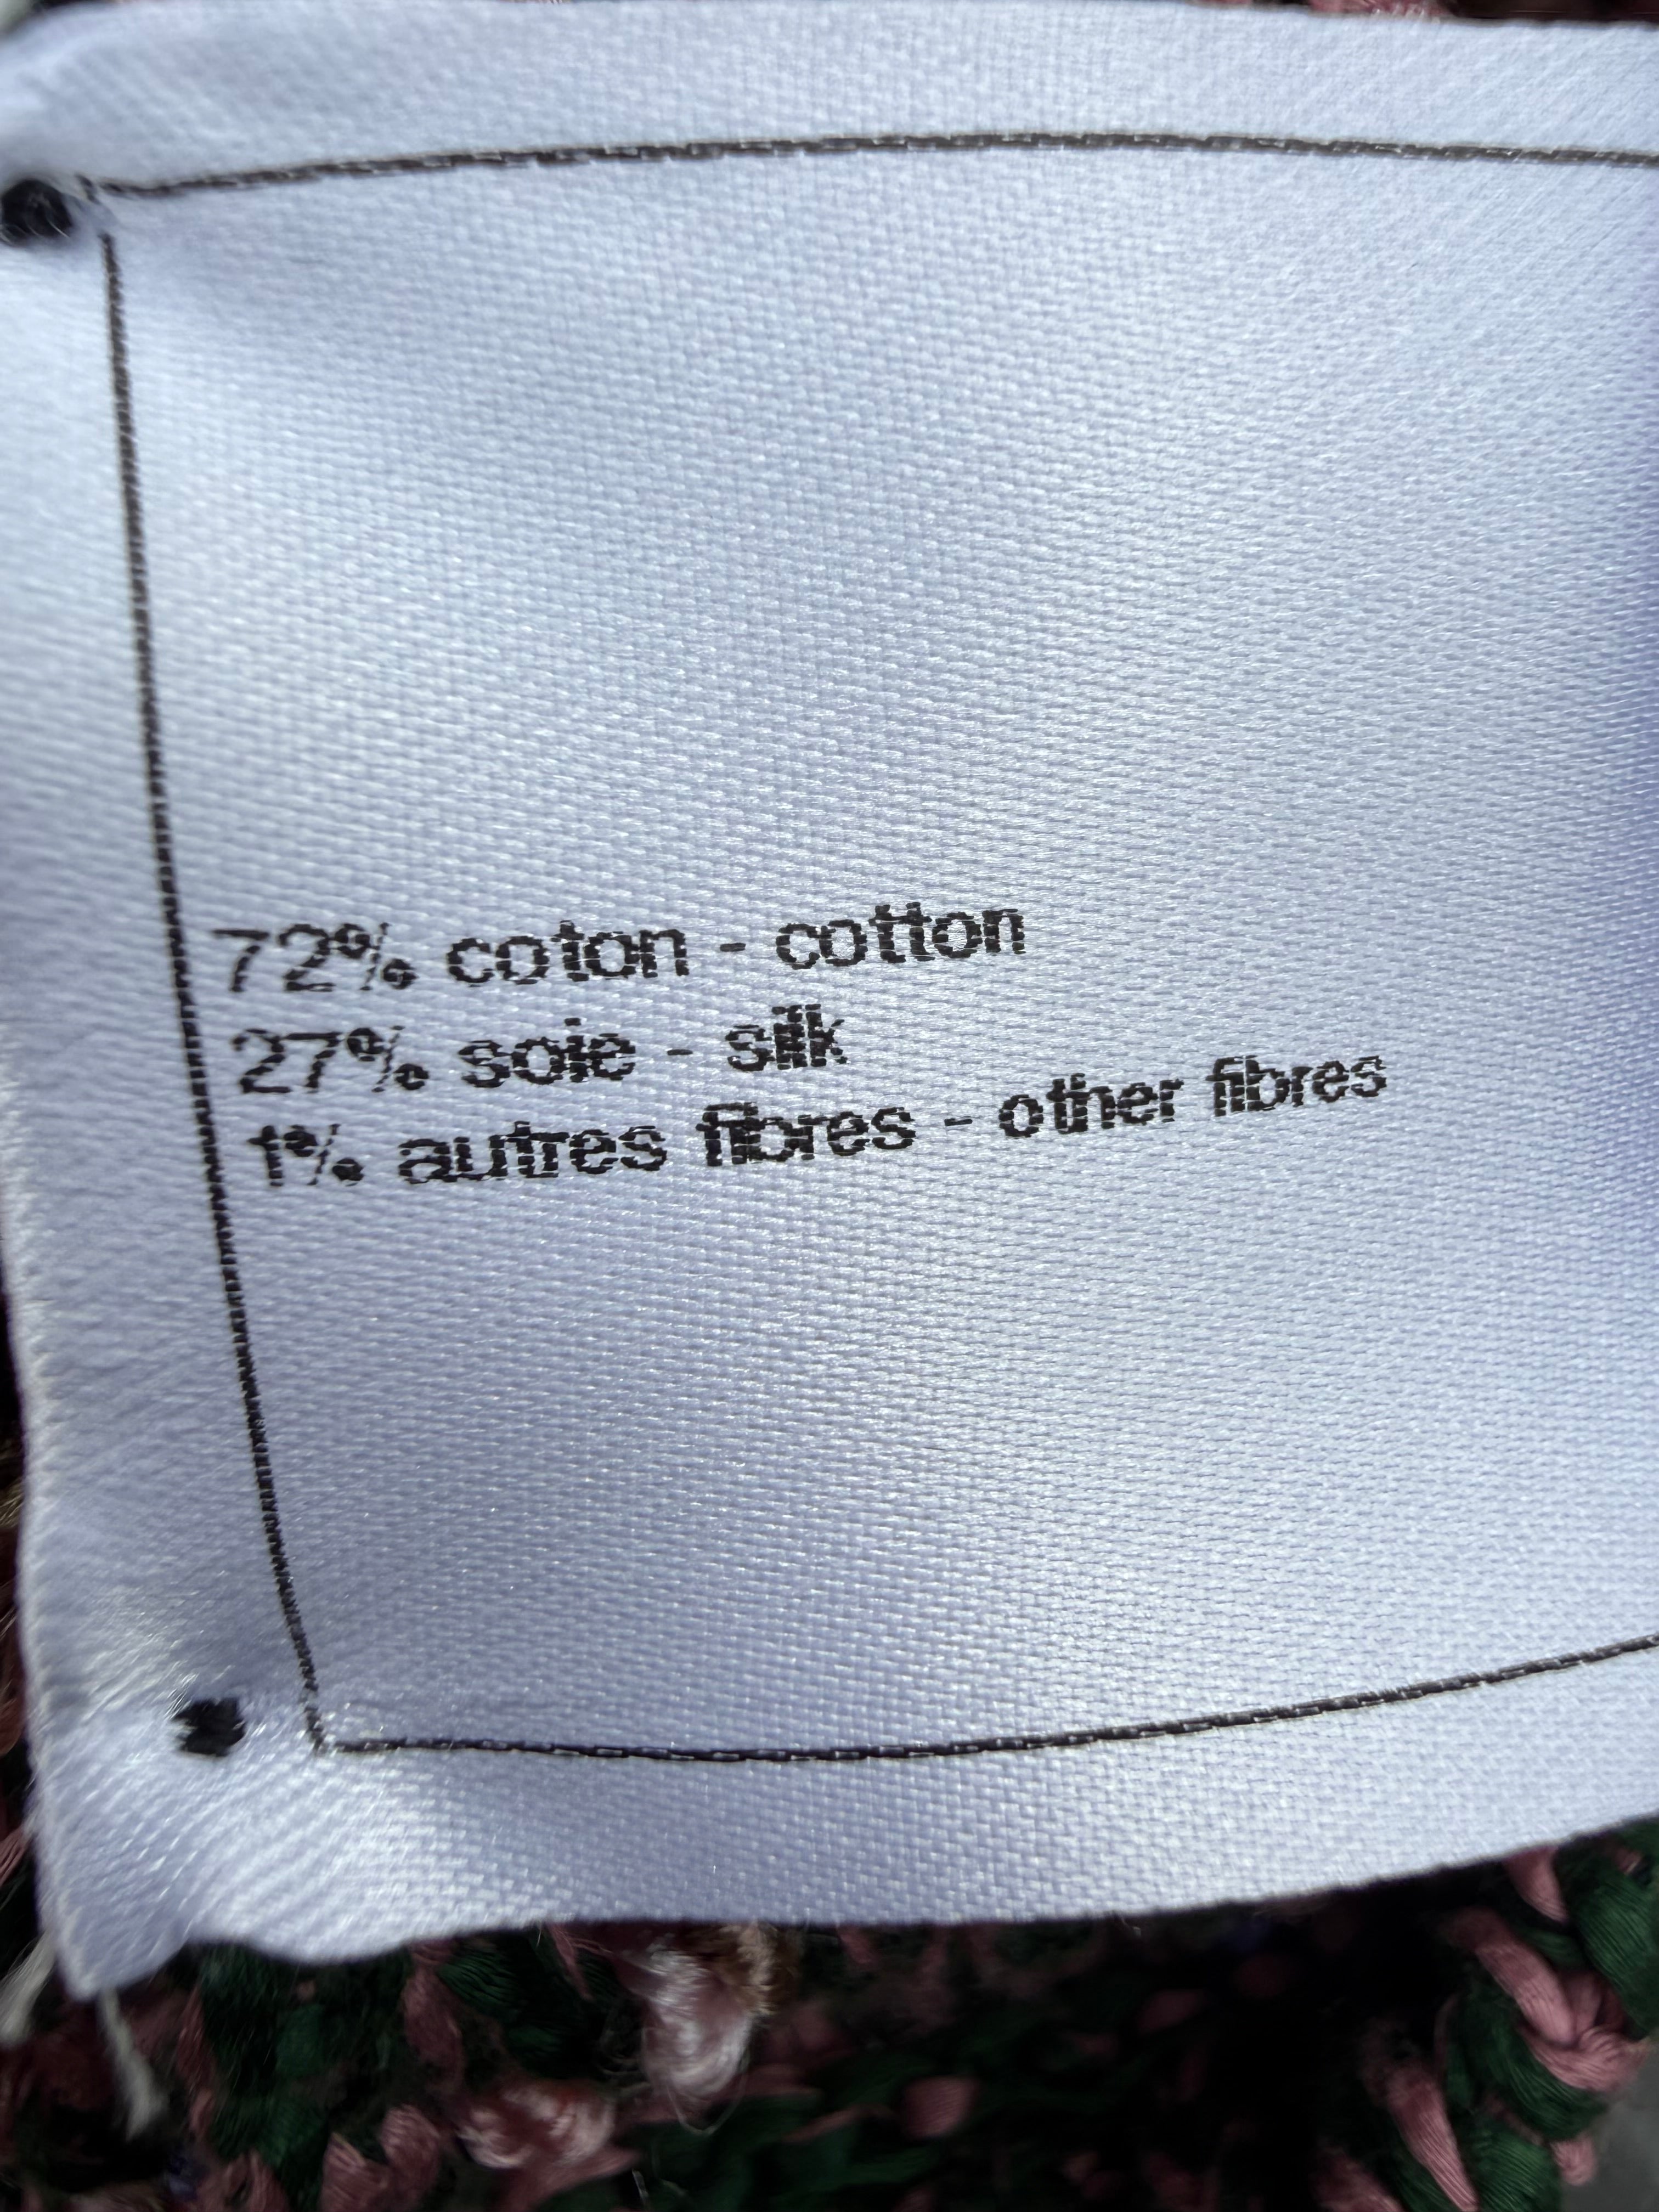 72% coton - cotton
27% soie - silk
1% autres fibres - other fibres